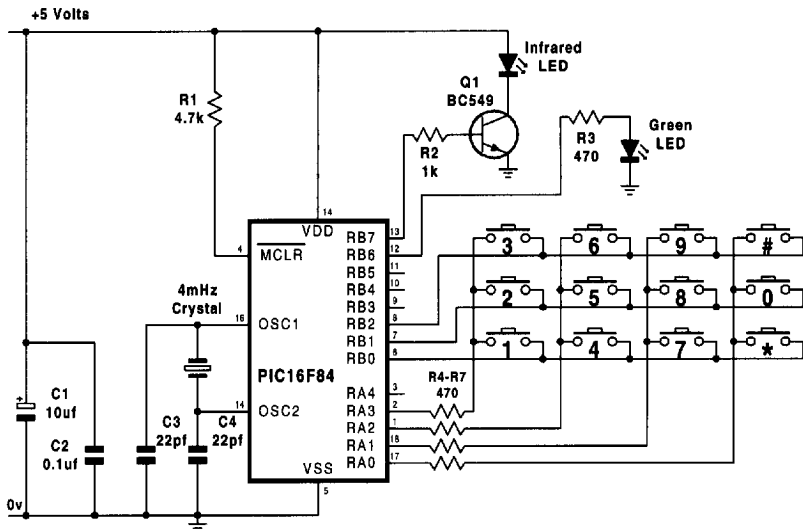 +5 Volts
Infrared
LED
Q1
BC549
R1
4.7k
R2
1k
R3
470
Green
LED
14
VDD
4
MCLR
4mHz
Crystal
16
OSC1
PIC16F84
14
OSC2
VSS
5
RB7
13
RB6
12
RB5
11
RB4
10
RB3
9
RB2
8
RB1
7
RB0
6
RA4
3
RA3
2
RA2
1
RA1
18
RA0
17
R4-R7
470
3
6
9
#
2
5
8
0
1
4
7
*
C1
10uf
C2
0.1uf
C3
22pf
C4
22pf
+
0v